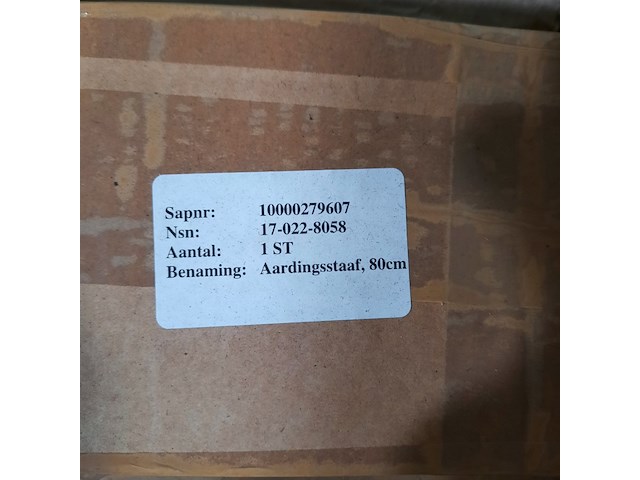 Sapnr: 10000279607
Nsn: 17-022-8058
Aantal: 1 ST
Benaming: Aardingsstaaf, 80cm